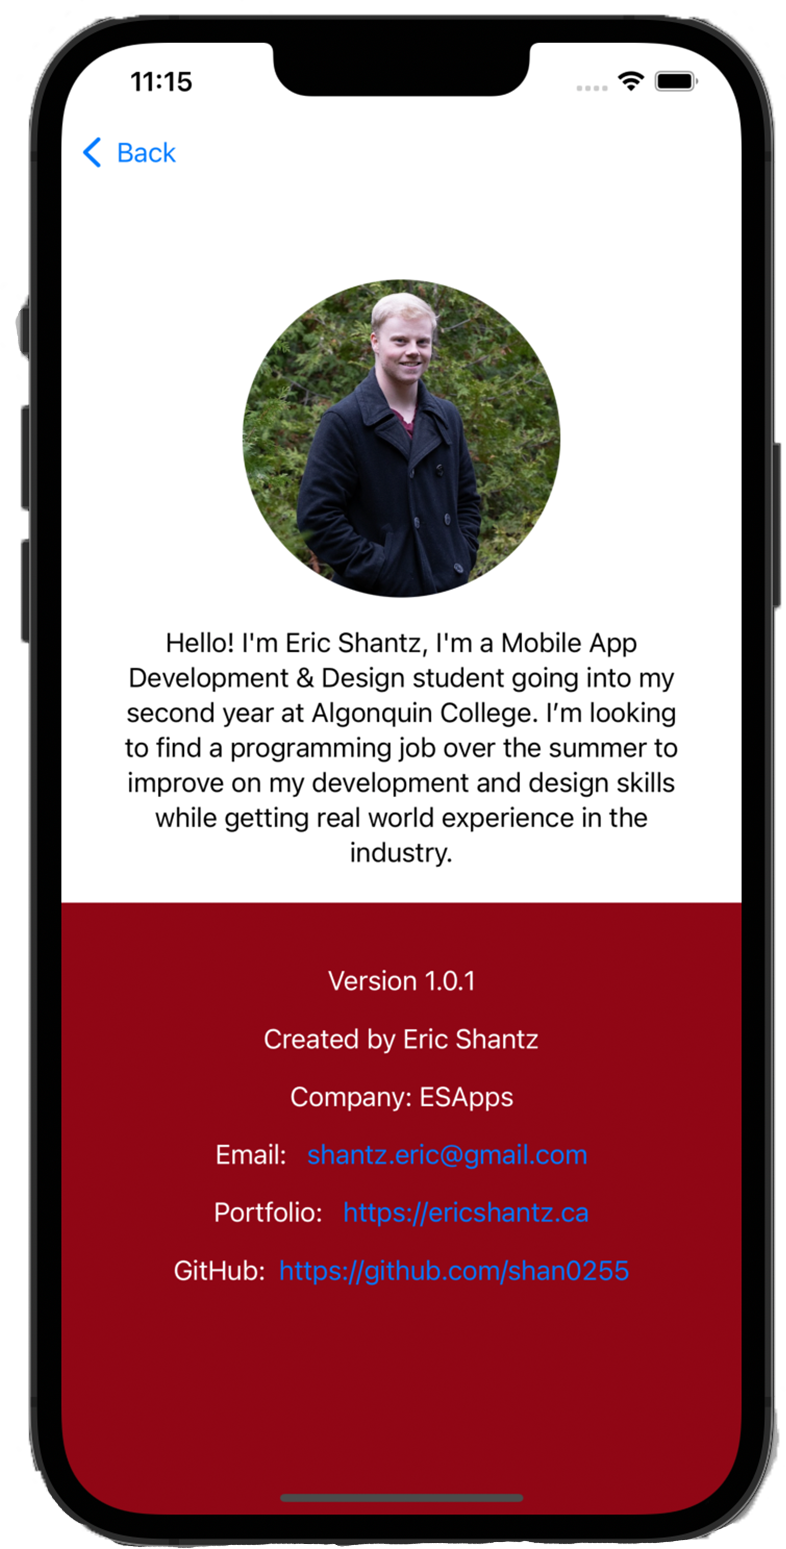 11:15
Back
Hello! I'm Eric Shantz, I'm a Mobile App
Development & Design student going into my
second year at Algonquin College. I’m looking
to find a programming job over the summer to
improve on my development and design skills
while getting real world experience in the
industry.
Version 1.0.1
Created by Eric Shantz
Company: ESApps
Email: shantz.eric@gmail.com
Portfolio: https://ericshantz.ca
GitHub: https://github.com/shan0255